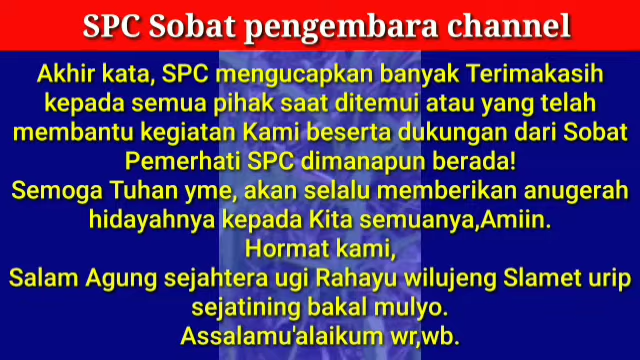 SPC Sobat pengembara channel
Akhir kata, SPC mengucapkan banyak Terimakasih
kepada semua pihak saat ditemui atau yang telah
membantu kegiatan Kami beserta dukungan dari Sobat
Pemerhati SPC dimanapun berada!
Semoga Tuhan yme, akan selalu memberikan anugerah
hidayahnya kepada Kita semuanya,Amiin.
Hormat kami,
Salam Agung sejahtera ugi Rahayu wilujeng Slamet urip
sejatining bakal mulyo.
Assalamu'alaikum wr,wb.